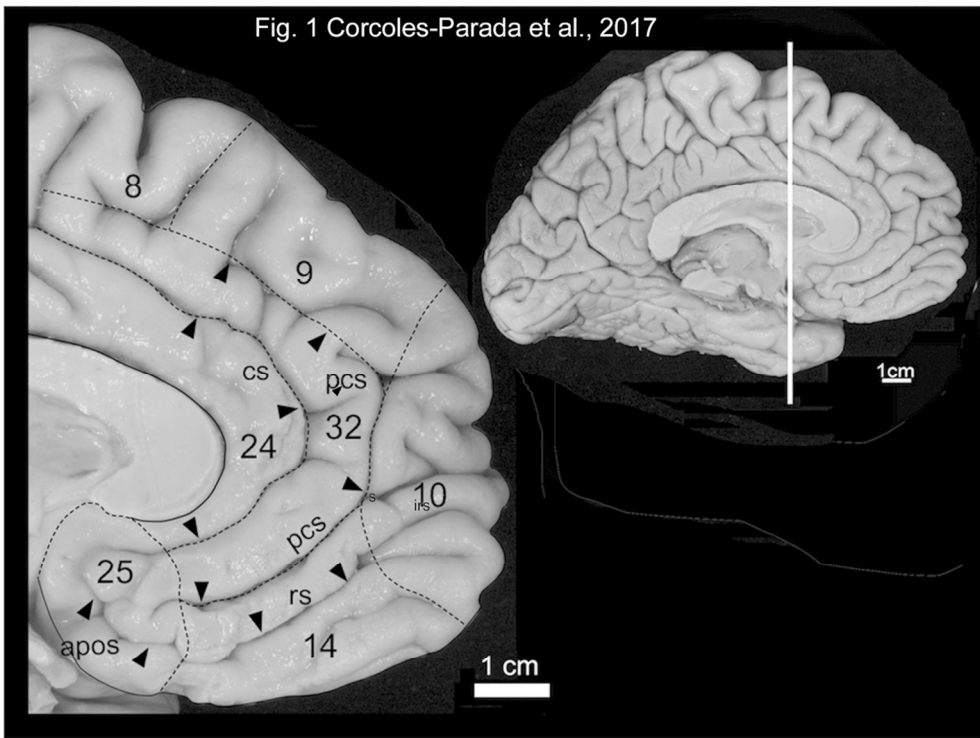 Fig. 1 Corcoles-Parada et al., 2017
8
9
cs
pcs
32
24
s
10
irs
pcs
25
rs
apos
14
1 cm
1cm